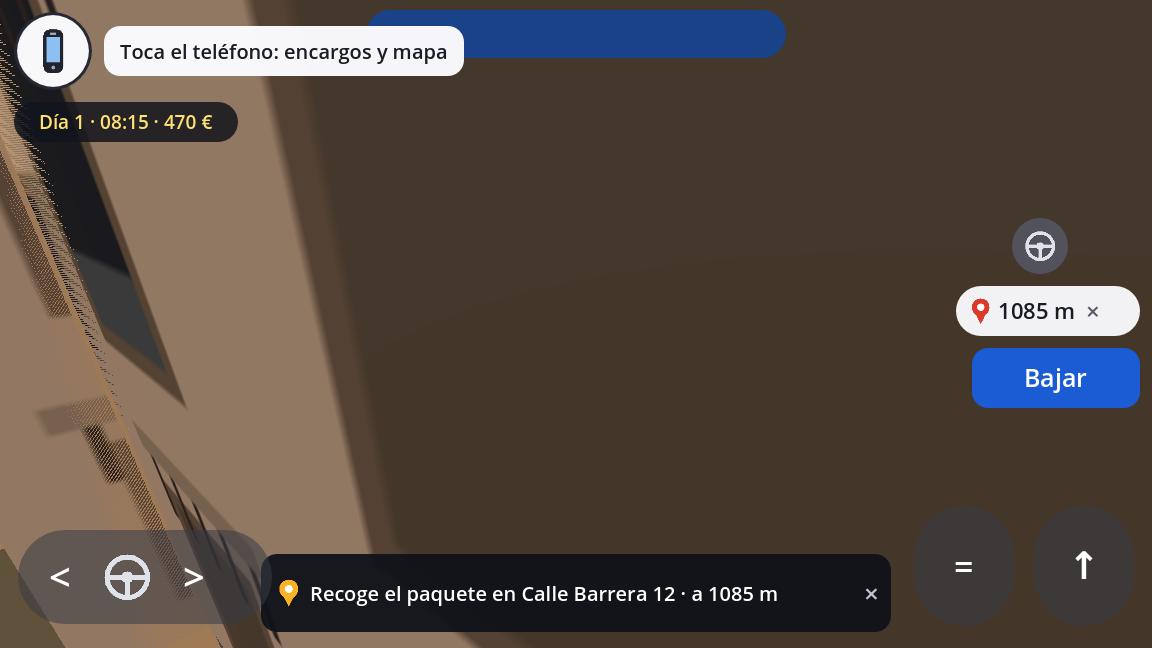 Toca el teléfono: encargos y mapa
Día 1 · 08:15 · 470 €
1085 m ×
Bajar
< >
Recoge el paquete en Calle Barrera 12 · a 1085 m ×
= ↑